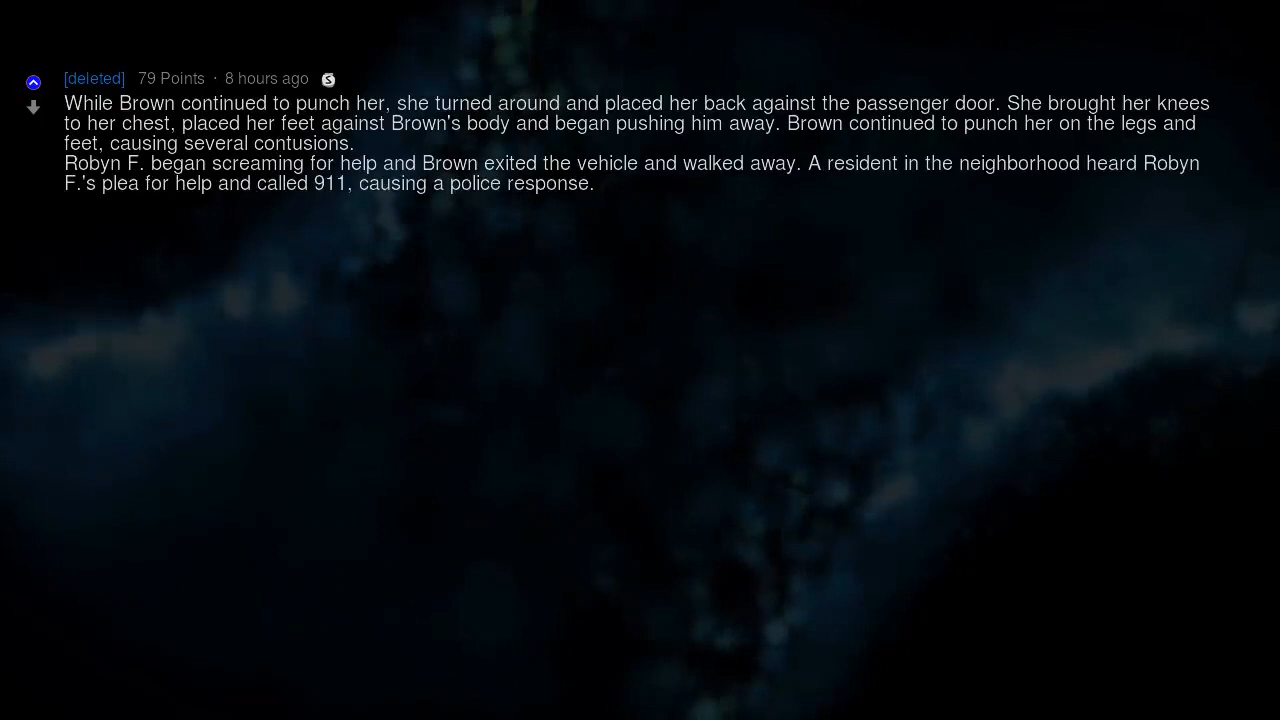 [deleted] 79 Points · 8 hours ago S
While Brown continued to punch her, she turned around and placed her back against the passenger door. She brought her knees
to her chest, placed her feet against Brown's body and began pushing him away. Brown continued to punch her on the legs and
feet, causing several contusions.
Robyn F. began screaming for help and Brown exited the vehicle and walked away. A resident in the neighborhood heard Robyn
F.'s plea for help and called 911, causing a police response.